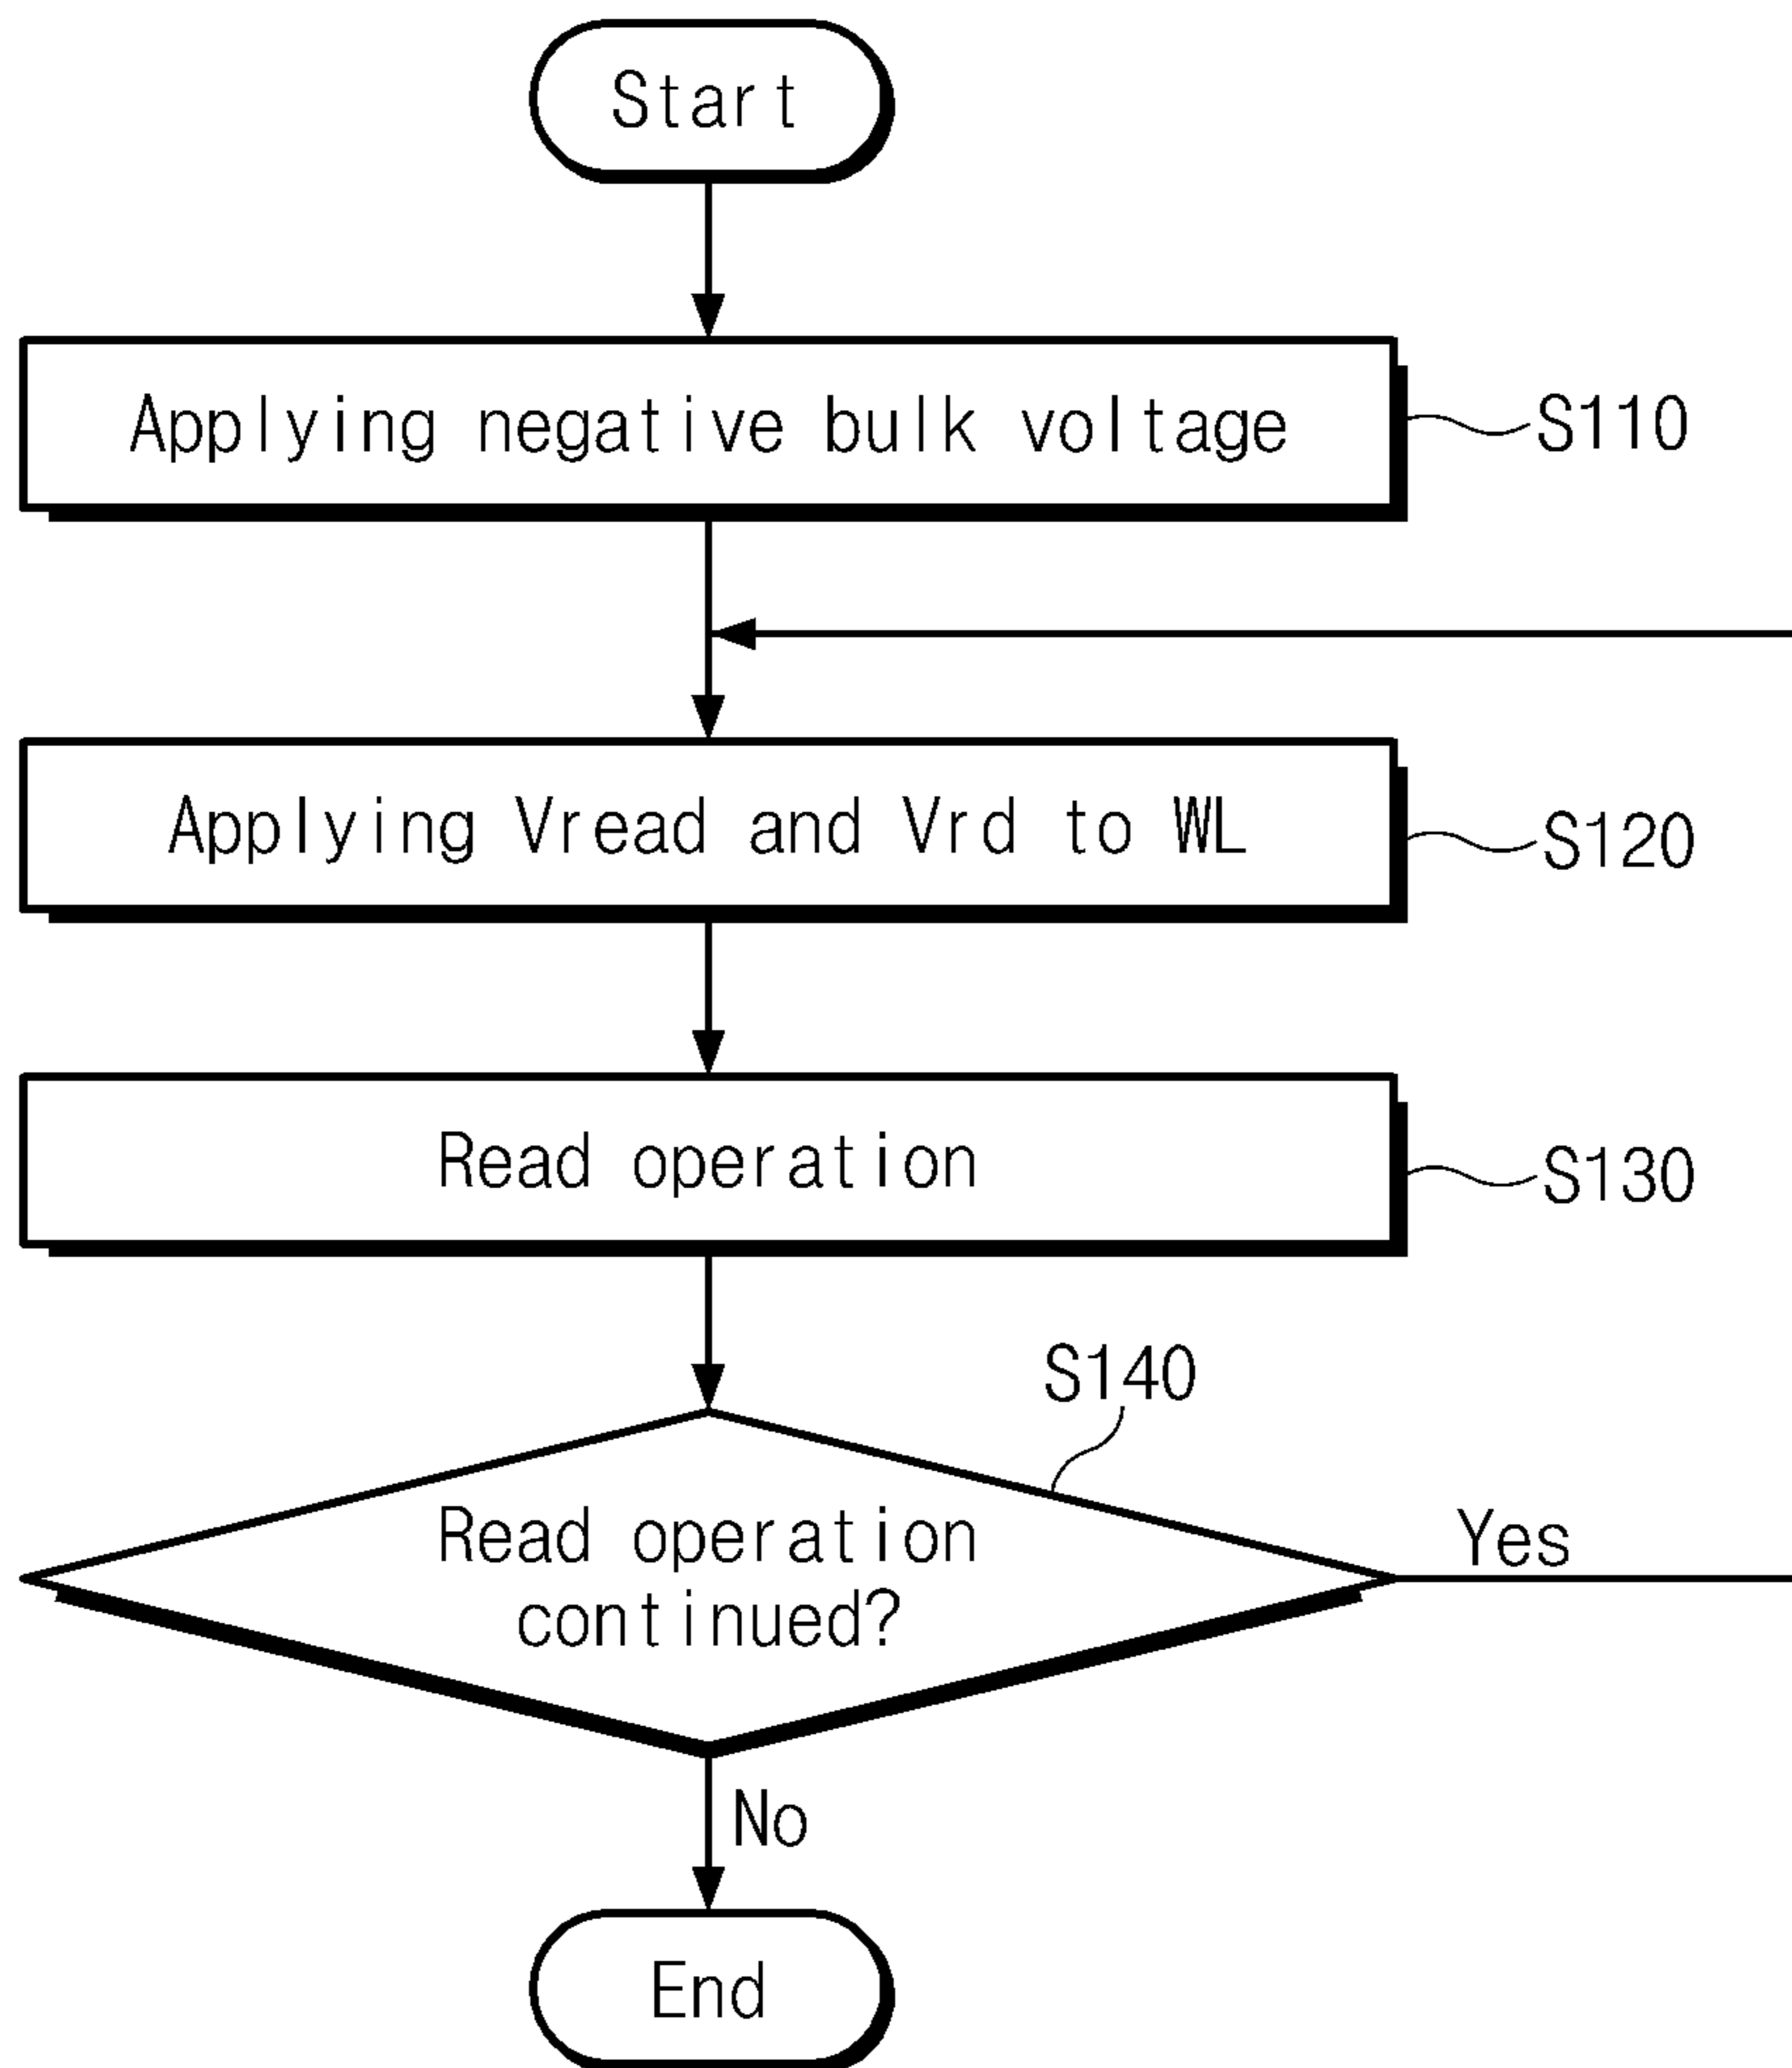 Start
Applying negative bulk voltage
S110
Applying Vread and Vrd to WL
S120
Read operation
S130
S140
Read operation
continued?
Yes
No
End